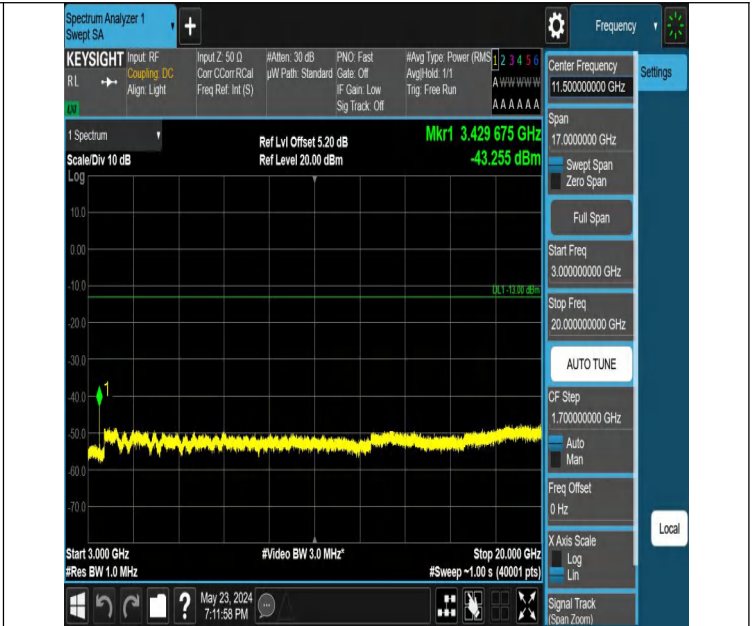 Spectrum Analyzer 1
Swept SA
Frequency
KEYSIGHT
RL
LXI
Input: RF
Coupling: DC
Align: Light
Input Z: 50 Ω
Corr CCorr RCal
Freq Ref: Int (S)
#Atten: 30 dB
µW Path: Standard
PNO: Fast
Gate: Off
IF Gain: Low
Sig Track: Off
#Avg Type: Power (RMS
Avg|Hold: 1/1
Trig: Free Run
1 2 3 4 5 6
A W W W W W
A A A A A A
1 Spectrum
Scale/Div 10 dB
Ref Lvl Offset 5.20 dB
Ref Level 20.00 dBm
Mkr1 3.429 675 GHz
-43.255 dBm
Log
10.0
0.00
-10.0
DL1 -13.00 dBm
-20.0
-30.0
1
-40.0
-50.0
-60.0
-70.0
Start 3.000 GHz
#Res BW 1.0 MHz
#Video BW 3.0 MHz*
Stop 20.000 GHz
#Sweep ~1.00 s (40001 pts)
May 23, 2024
7:11:58 PM
Center Frequency
11.500000000 GHz
Settings
Span
17.0000000 GHz
Swept Span
Zero Span
Full Span
Start Freq
3.000000000 GHz
Stop Freq
20.000000000 GHz
AUTO TUNE
CF Step
1.700000000 GHz
Auto
Man
Freq Offset
0 Hz
X Axis Scale
Log
Lin
Local
Signal Track
(Span Zoom)